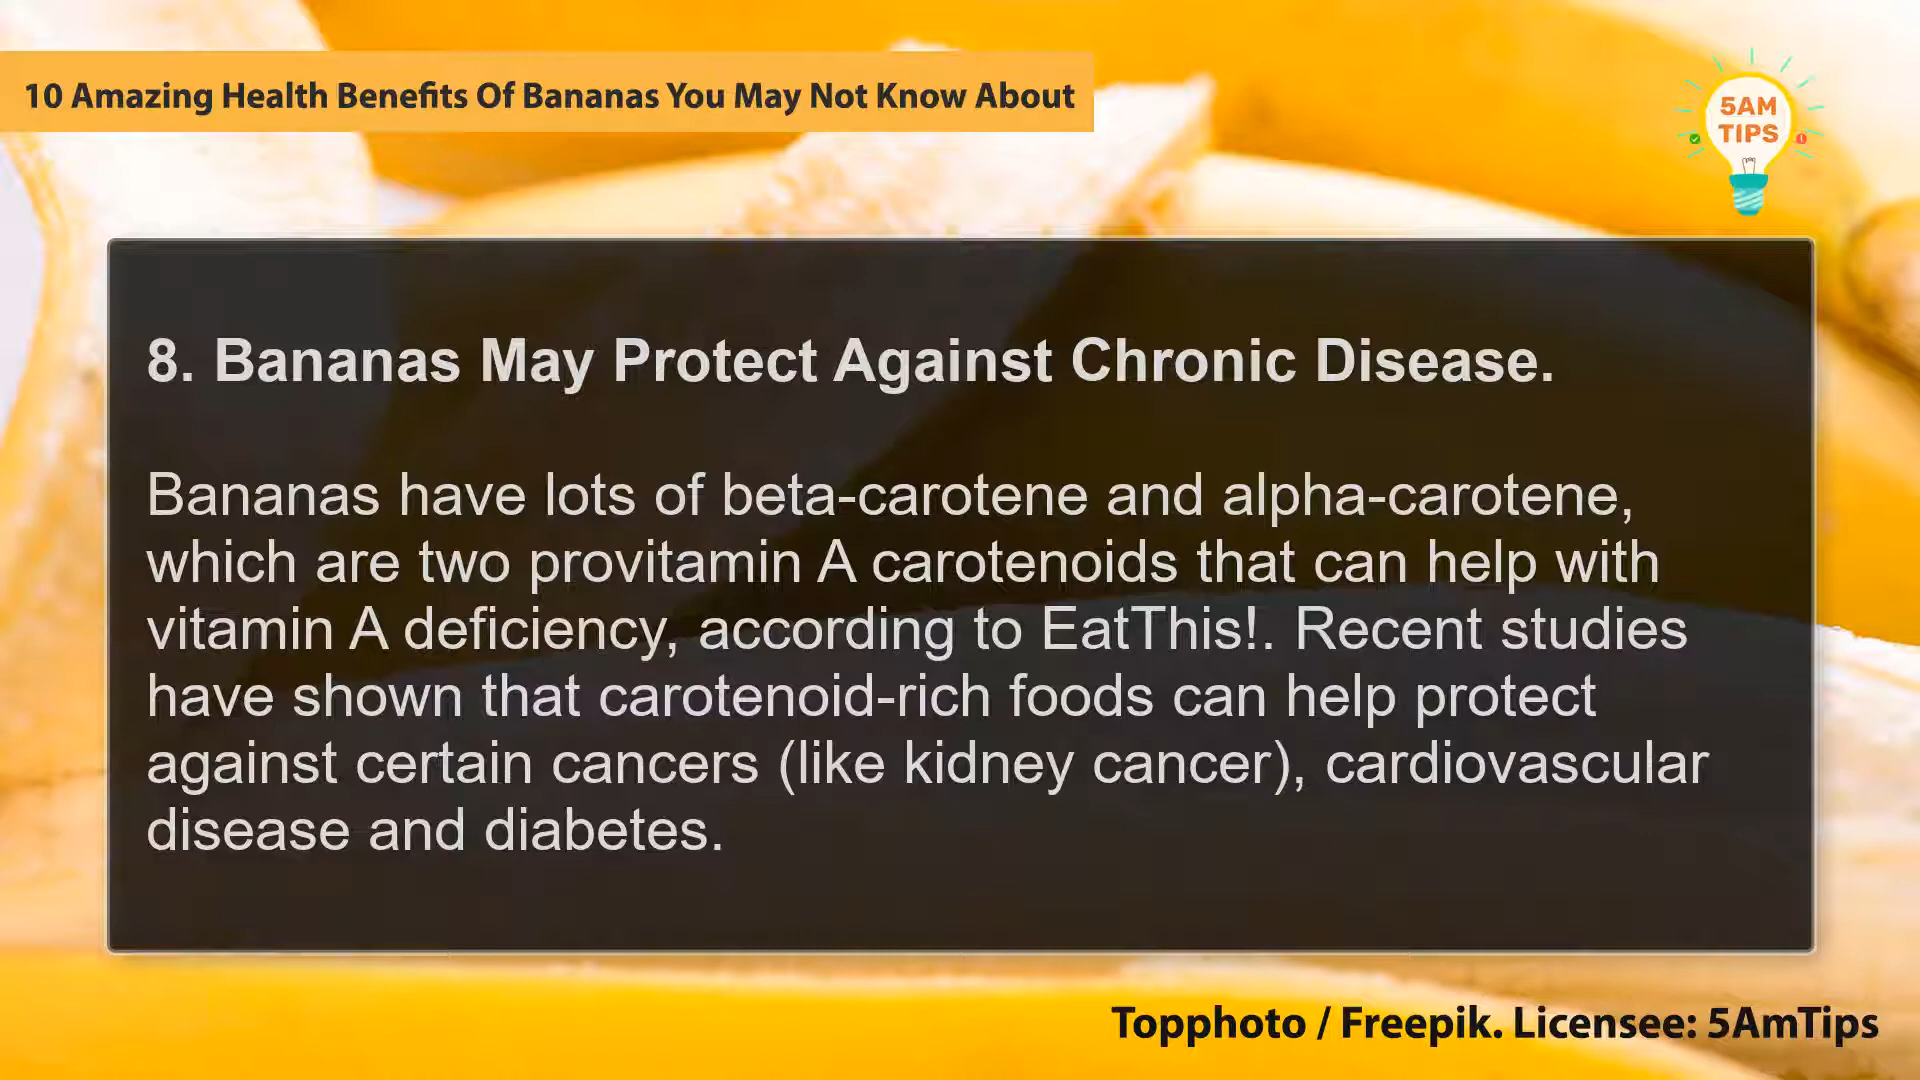 10 Amazing Health Benefits Of Bananas You May Not Know About
5AM
TIPS
8. Bananas May Protect Against Chronic Disease.
Bananas have lots of beta-carotene and alpha-carotene,
which are two provitamin A carotenoids that can help with
vitamin A deficiency, according to EatThis!. Recent studies
have shown that carotenoid-rich foods can help protect
against certain cancers (like kidney cancer), cardiovascular
disease and diabetes.
Topphoto / Freepik. Licensee: 5AmTips